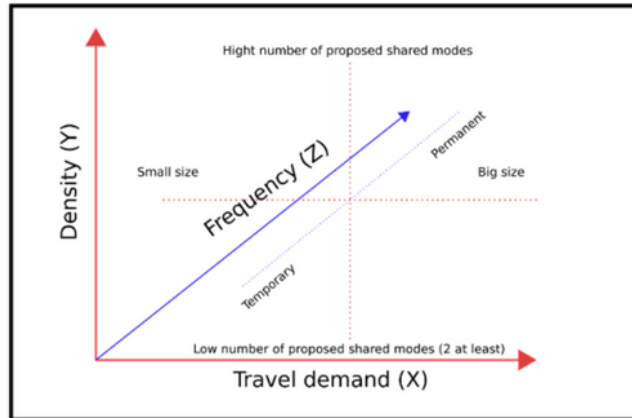 Hight number of proposed shared modes
Density (Y)
Small size
Frequency (Z)
Permanent
Big size
Temporary
Low number of proposed shared modes (2 at least)
Travel demand (X)